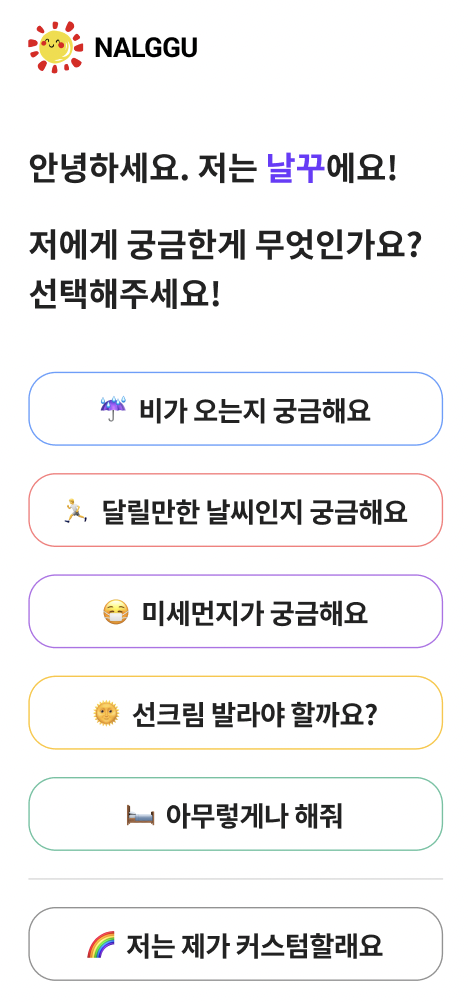 NALGGU
안녕하세요. 저는 날꾸에요!
저에게 궁금한게 무엇인가요?
선택해주세요!
비가 오는지 궁금해요
달릴만한 날씨인지 궁금해요
미세먼지가 궁금해요
선크림 발라야 할까요?
아무렇게나 해줘
저는 제가 커스텀할래요